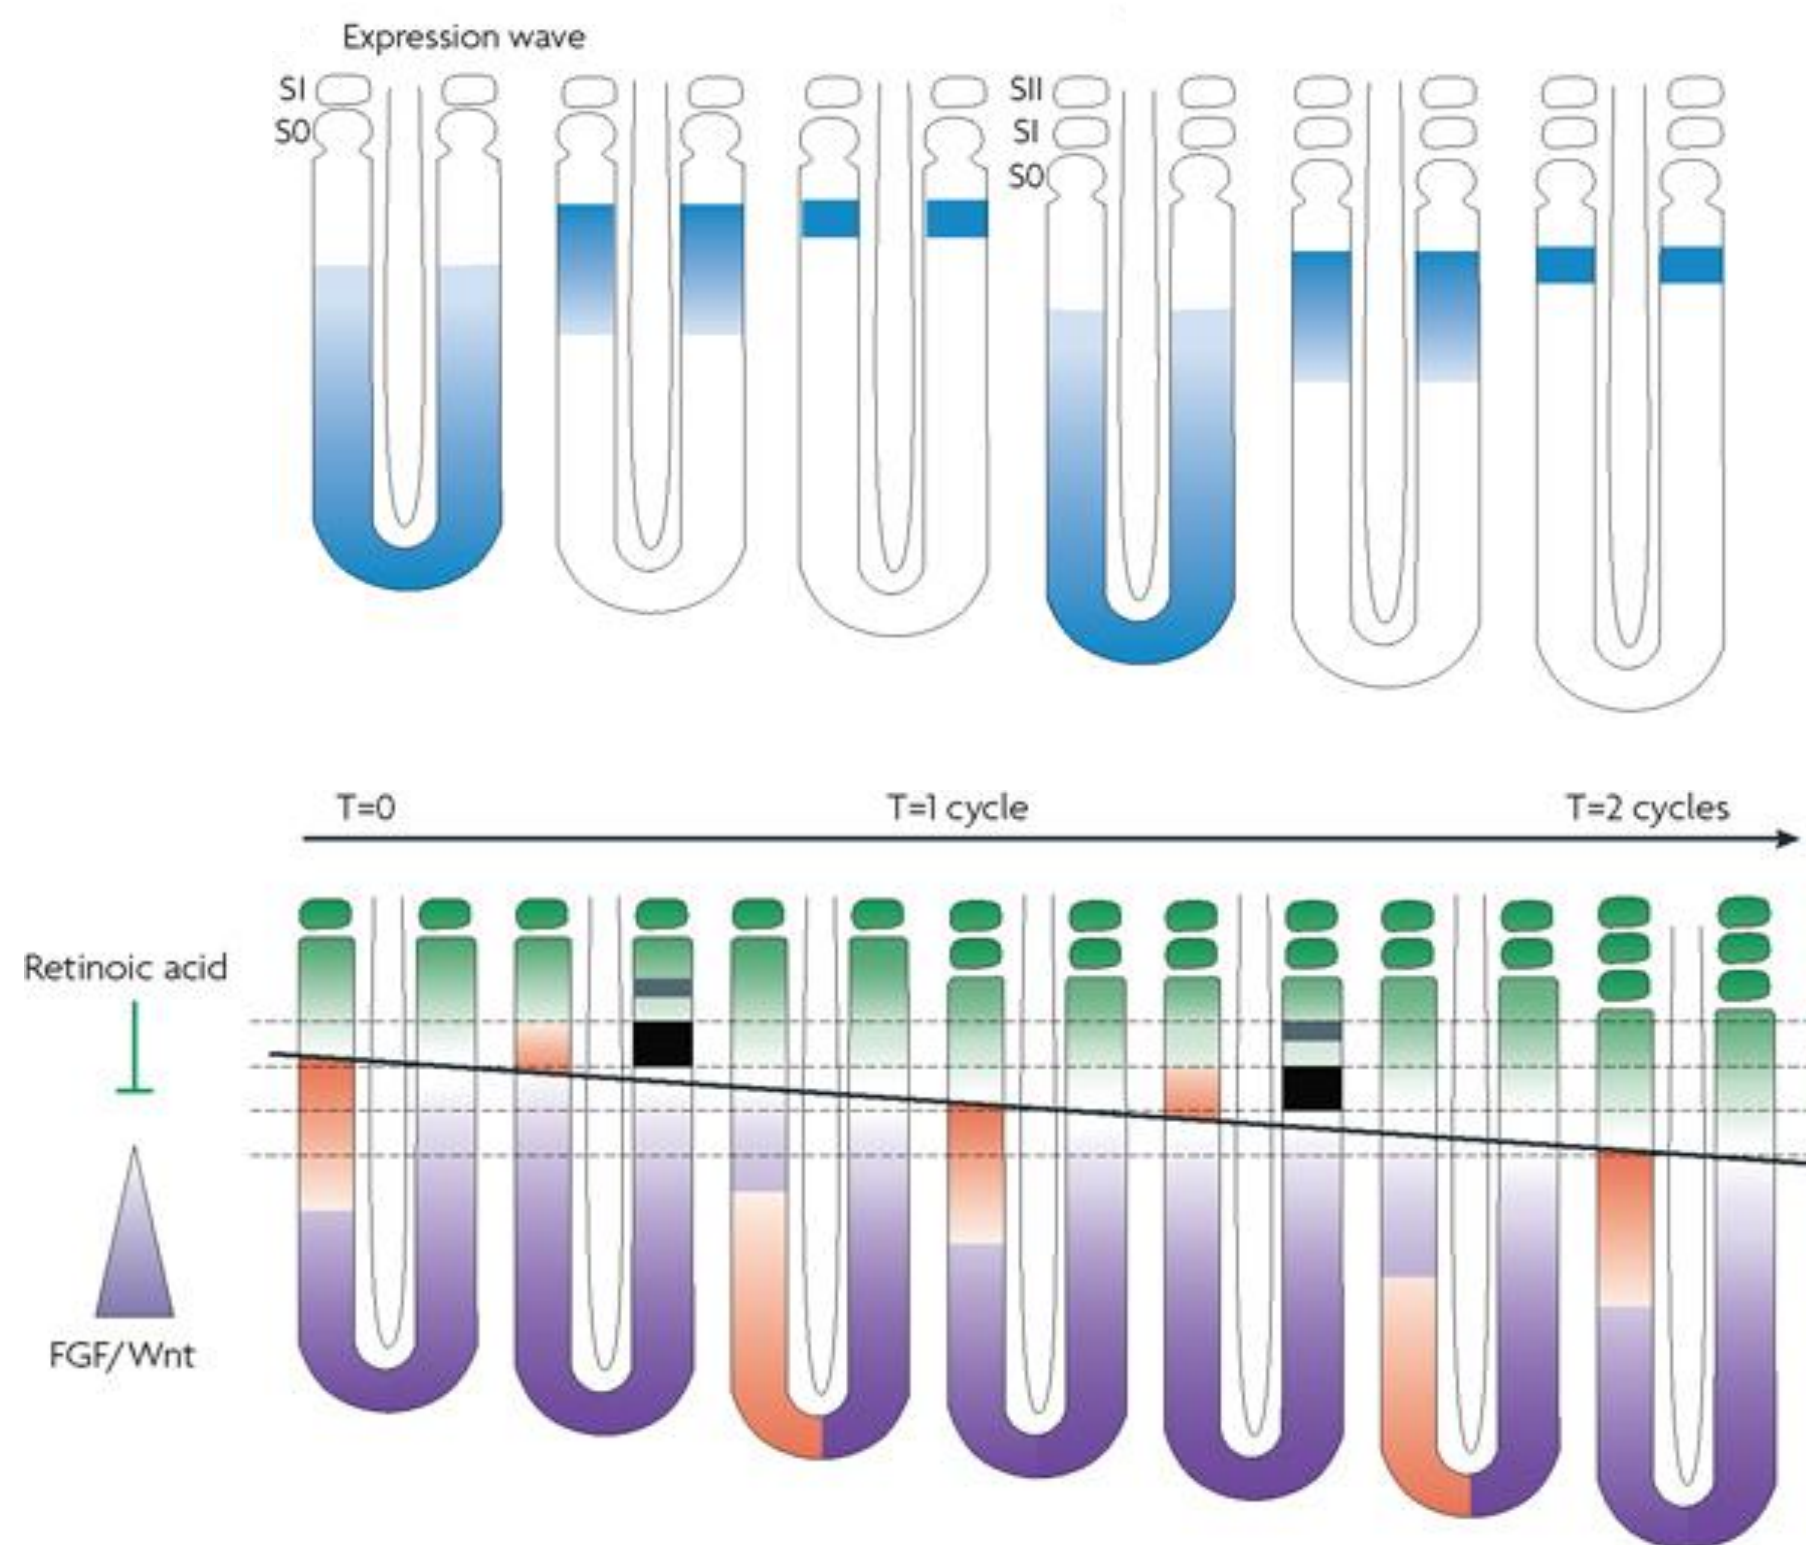 Expression wave
SI
S0
SII
SI
S0
T=0
T=1 cycle
T=2 cycles
Retinoic acid
FGF/Wnt